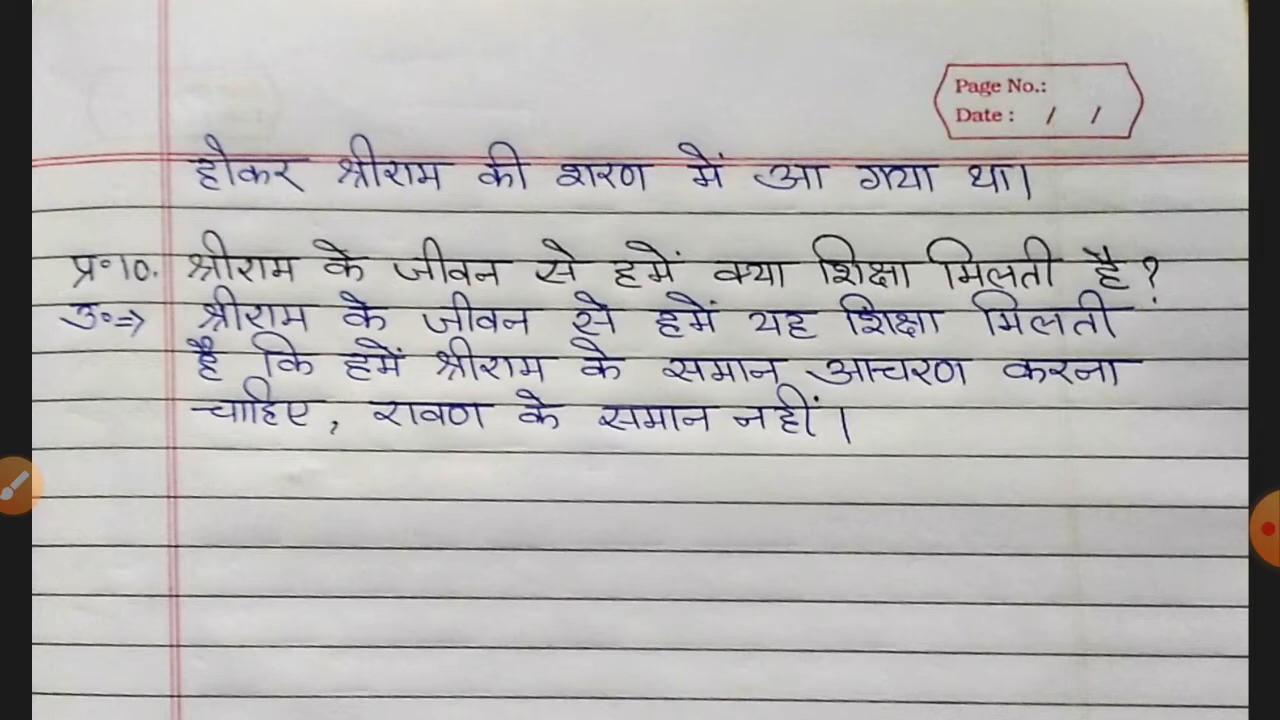 Page No.:
Date : / /
होकर श्रीराम की शरण में आ गया था।
प्र॰10. श्रीराम के जीवन से हमें क्या शिक्षा मिलती है ?
उ॰⇒ श्रीराम के जीवन से हमें यह शिक्षा मिलती
है कि हमें श्रीराम के समान आचरण करना
चाहिए, रावण के समान नहीं।